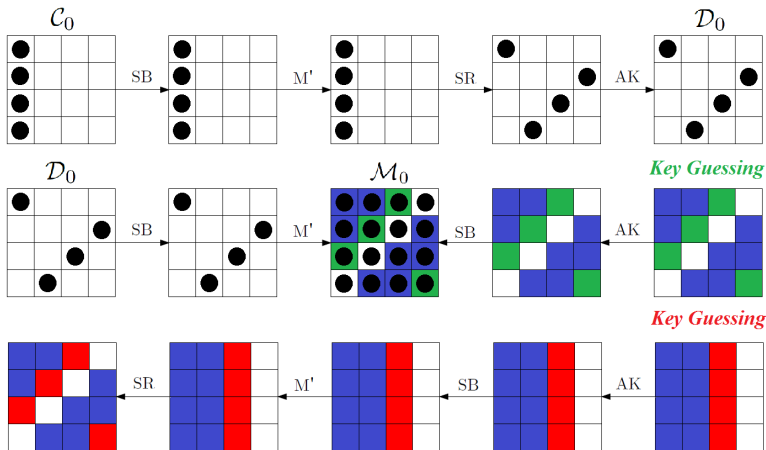 𝒞₀ 𝒟₀
SB M' SR AK
𝒟₀ ℳ₀ Key Guessing
SB M' SB AK
Key Guessing
SR M' SB AK